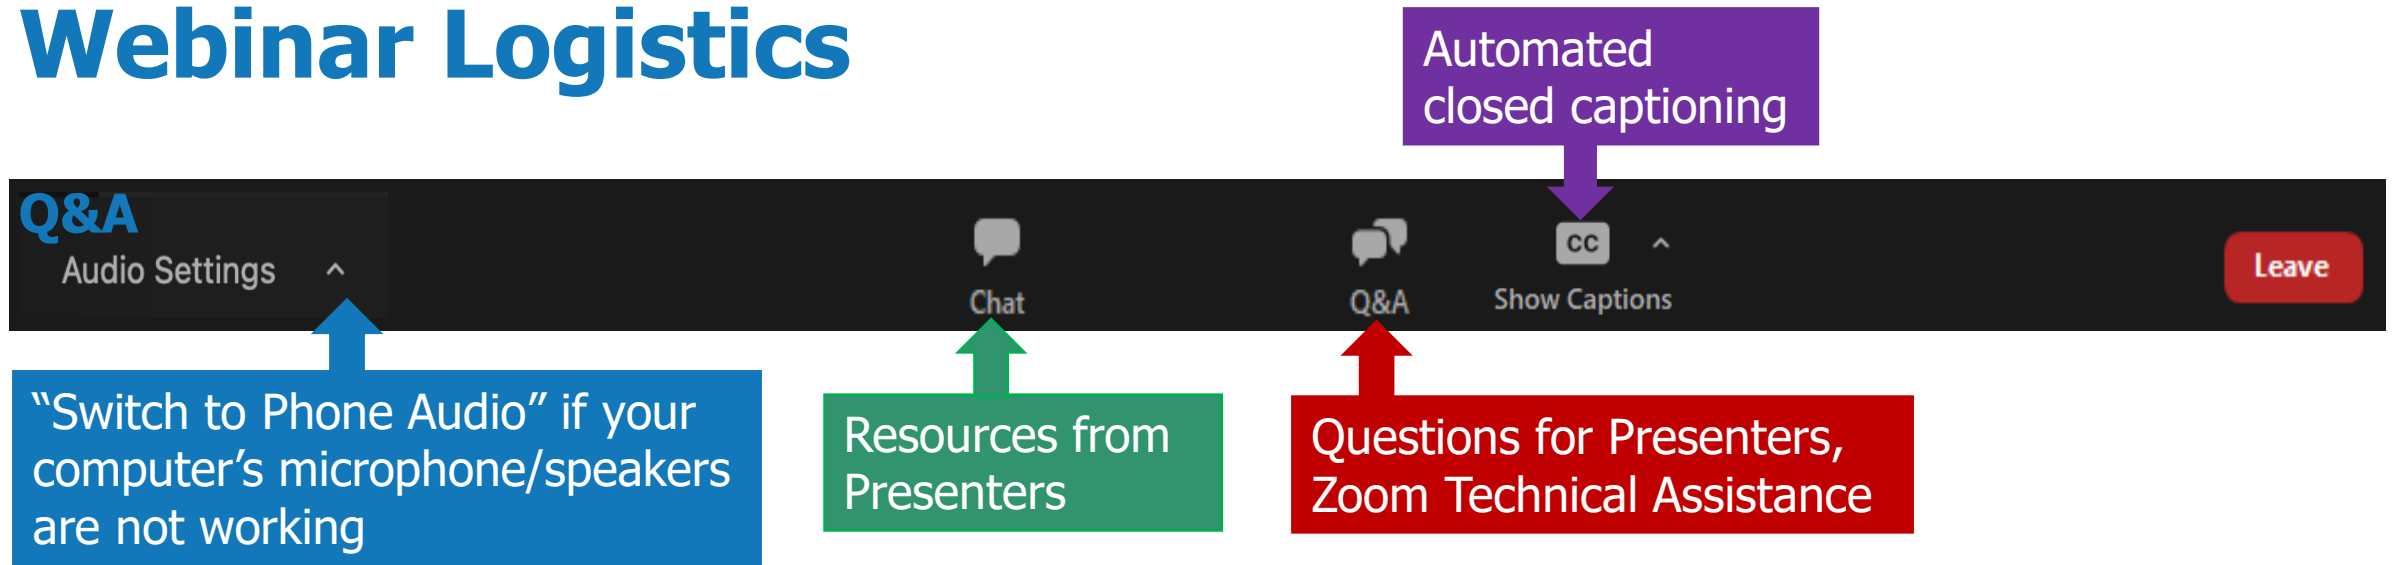 Webinar Logistics
Automated
closed captioning
Q&A
Audio Settings
Chat
Q&A
CC
Show Captions
Leave
“Switch to Phone Audio” if your
computer’s microphone/speakers
are not working
Resources from
Presenters
Questions for Presenters,
Zoom Technical Assistance